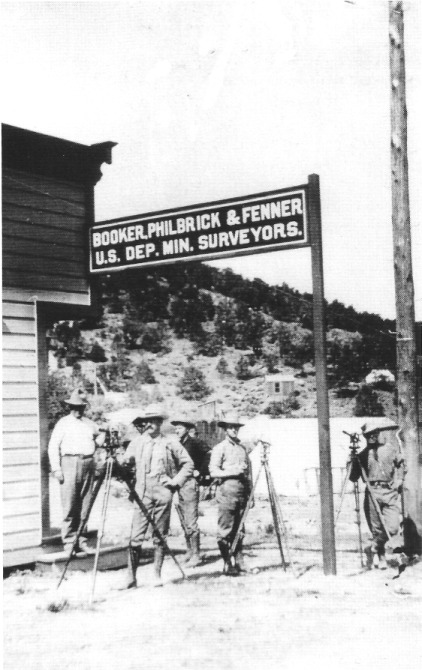 BOOKER, PHILBRICK & FENNER
U.S. DEP. MIN. SURVEYORS.